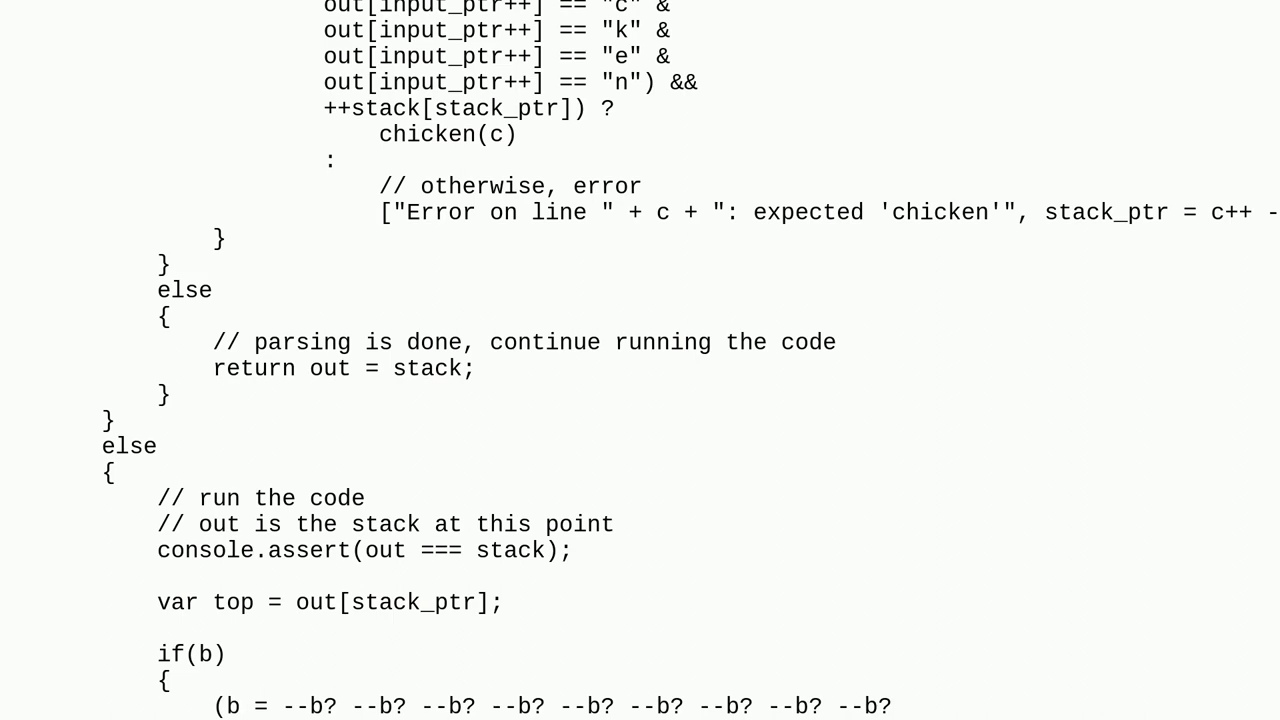 out[input_ptr++] == "c" &
out[input_ptr++] == "k" &
out[input_ptr++] == "e" &
out[input_ptr++] == "n") &&
++stack[stack_ptr]) ?
chicken(c)
:
// otherwise, error
["Error on line " + c + ": expected 'chicken'", stack_ptr = c++ -
}
}
else
{
// parsing is done, continue running the code
return out = stack;
}
}
else
{
// run the code
// out is the stack at this point
console.assert(out === stack);
var top = out[stack_ptr];
if(b)
{
(b = --b? --b? --b? --b? --b? --b? --b? --b? --b?